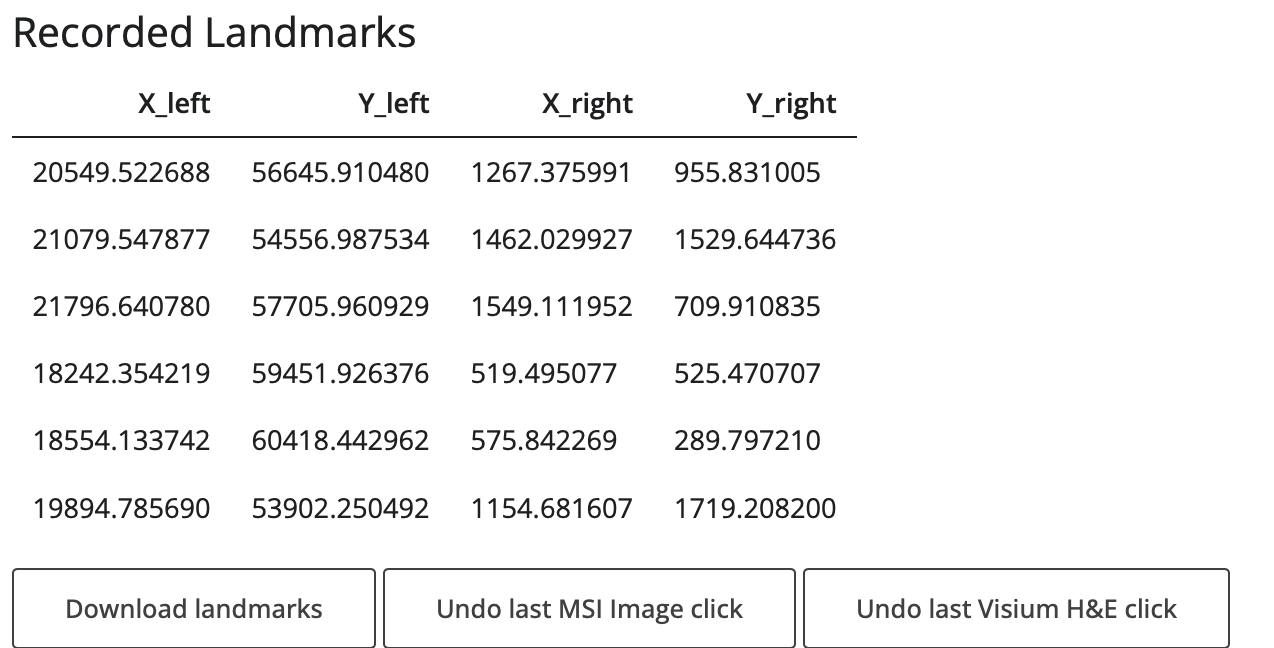 Recorded Landmarks
X_left Y_left X_right Y_right
20549.522688 56645.910480 1267.375991 955.831005
21079.547877 54556.987534 1462.029927 1529.644736
21796.640780 57705.960929 1549.111952 709.910835
18242.354219 59451.926376 519.495077 525.470707
18554.133742 60418.442962 575.842269 289.797210
19894.785690 53902.250492 1154.681607 1719.208200
Download landmarks Undo last MSI Image click Undo last Visium H&E click